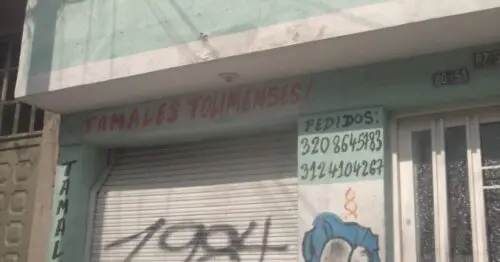 TAMALES TOLIMENSES!
PEDIDOS:
320 8645183
312 4104267
TAMAL
1994